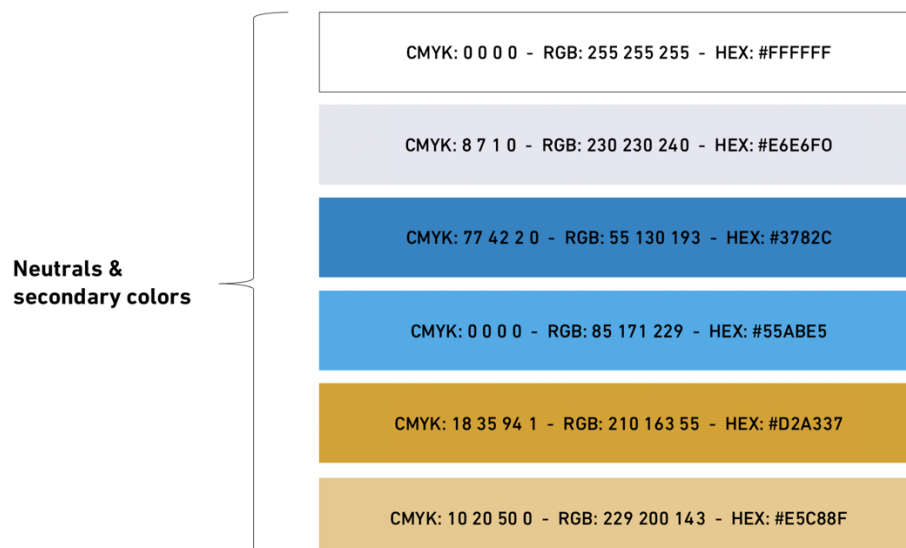 CMYK: 0 0 0 0 - RGB: 255 255 255 - HEX: #FFFFFF
CMYK: 8 7 1 0 - RGB: 230 230 240 - HEX: #E6E6FO
CMYK: 77 42 2 0 - RGB: 55 130 193 - HEX: #3782C
Neutrals &
secondary colors
CMYK: 0 0 0 0 - RGB: 85 171 229 - HEX: #55ABE5
CMYK: 18 35 94 1 - RGB: 210 163 55 - HEX: #D2A337
CMYK: 10 20 50 0 - RGB: 229 200 143 - HEX: #E5C88F